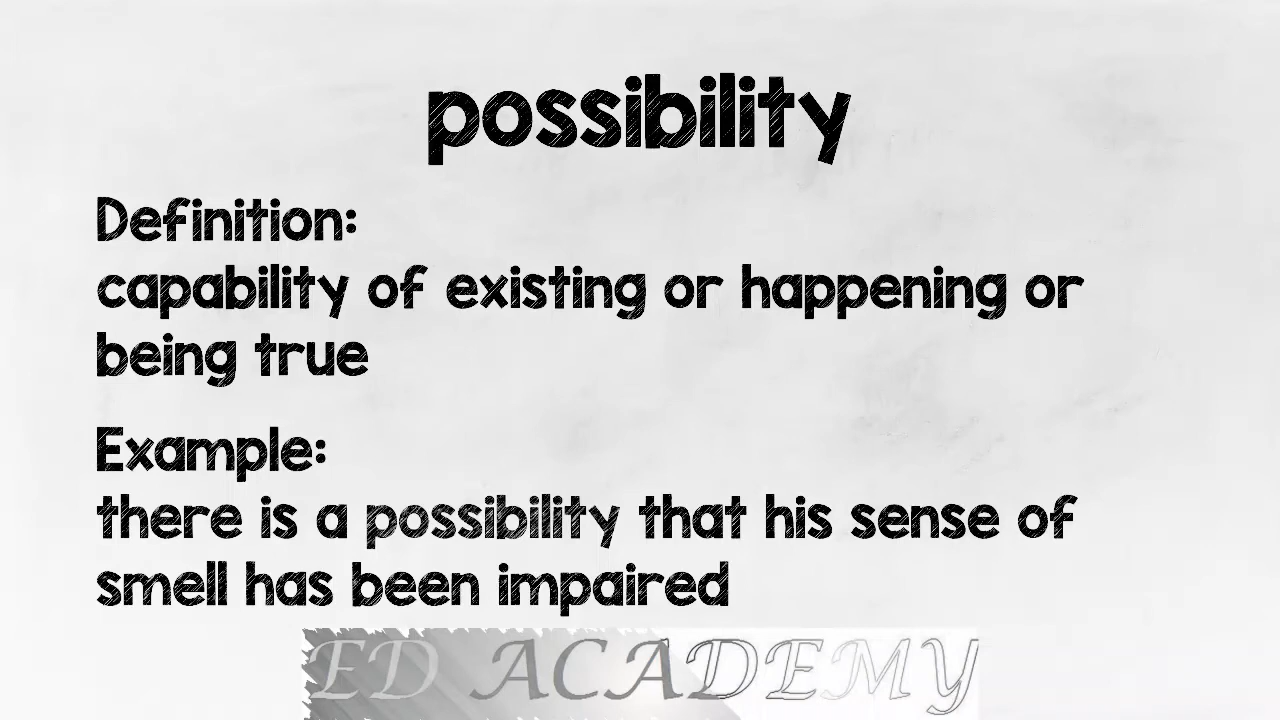 possibility
Definition:
capability of existing or happening or
being true
Example:
there is a possibility that his sense of
smell has been impaired
ED ACADEMY